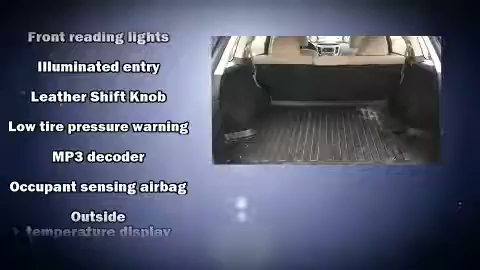 Front reading lights
Illuminated entry
Leather Shift Knob
Low tire pressure warning
MP3 decoder
Occupant sensing airbag
Outside
temperature display